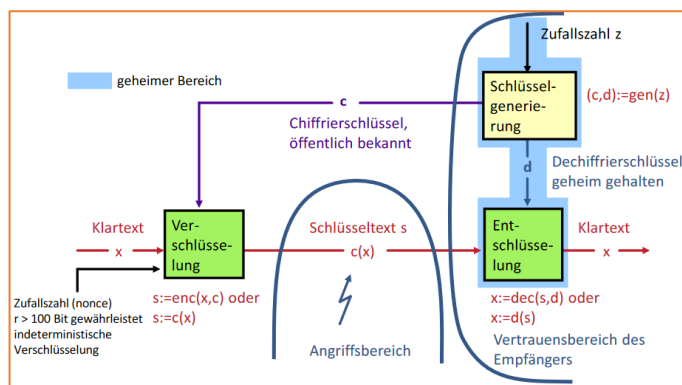 Zufallszahl z
geheimer Bereich
Schlüssel-
generie-
rung
(c,d):=gen(z)
c
Chiffrierschlüssel,
öffentlich bekannt
d
Dechiffrierschlüssel
geheim gehalten
Klartext
x
Ver-
schlüsse-
lung
Schlüsseltext s
c(x)
Ent-
schlüsse-
lung
Klartext
x
Zufallszahl (nonce)
r > 100 Bit gewährleistet
indeterministische
Verschlüsselung
s:=enc(x,c) oder
s:=c(x)
Angriffsbereich
x:=dec(s,d) oder
x:=d(s)
Vertrauensbereich des
Empfängers